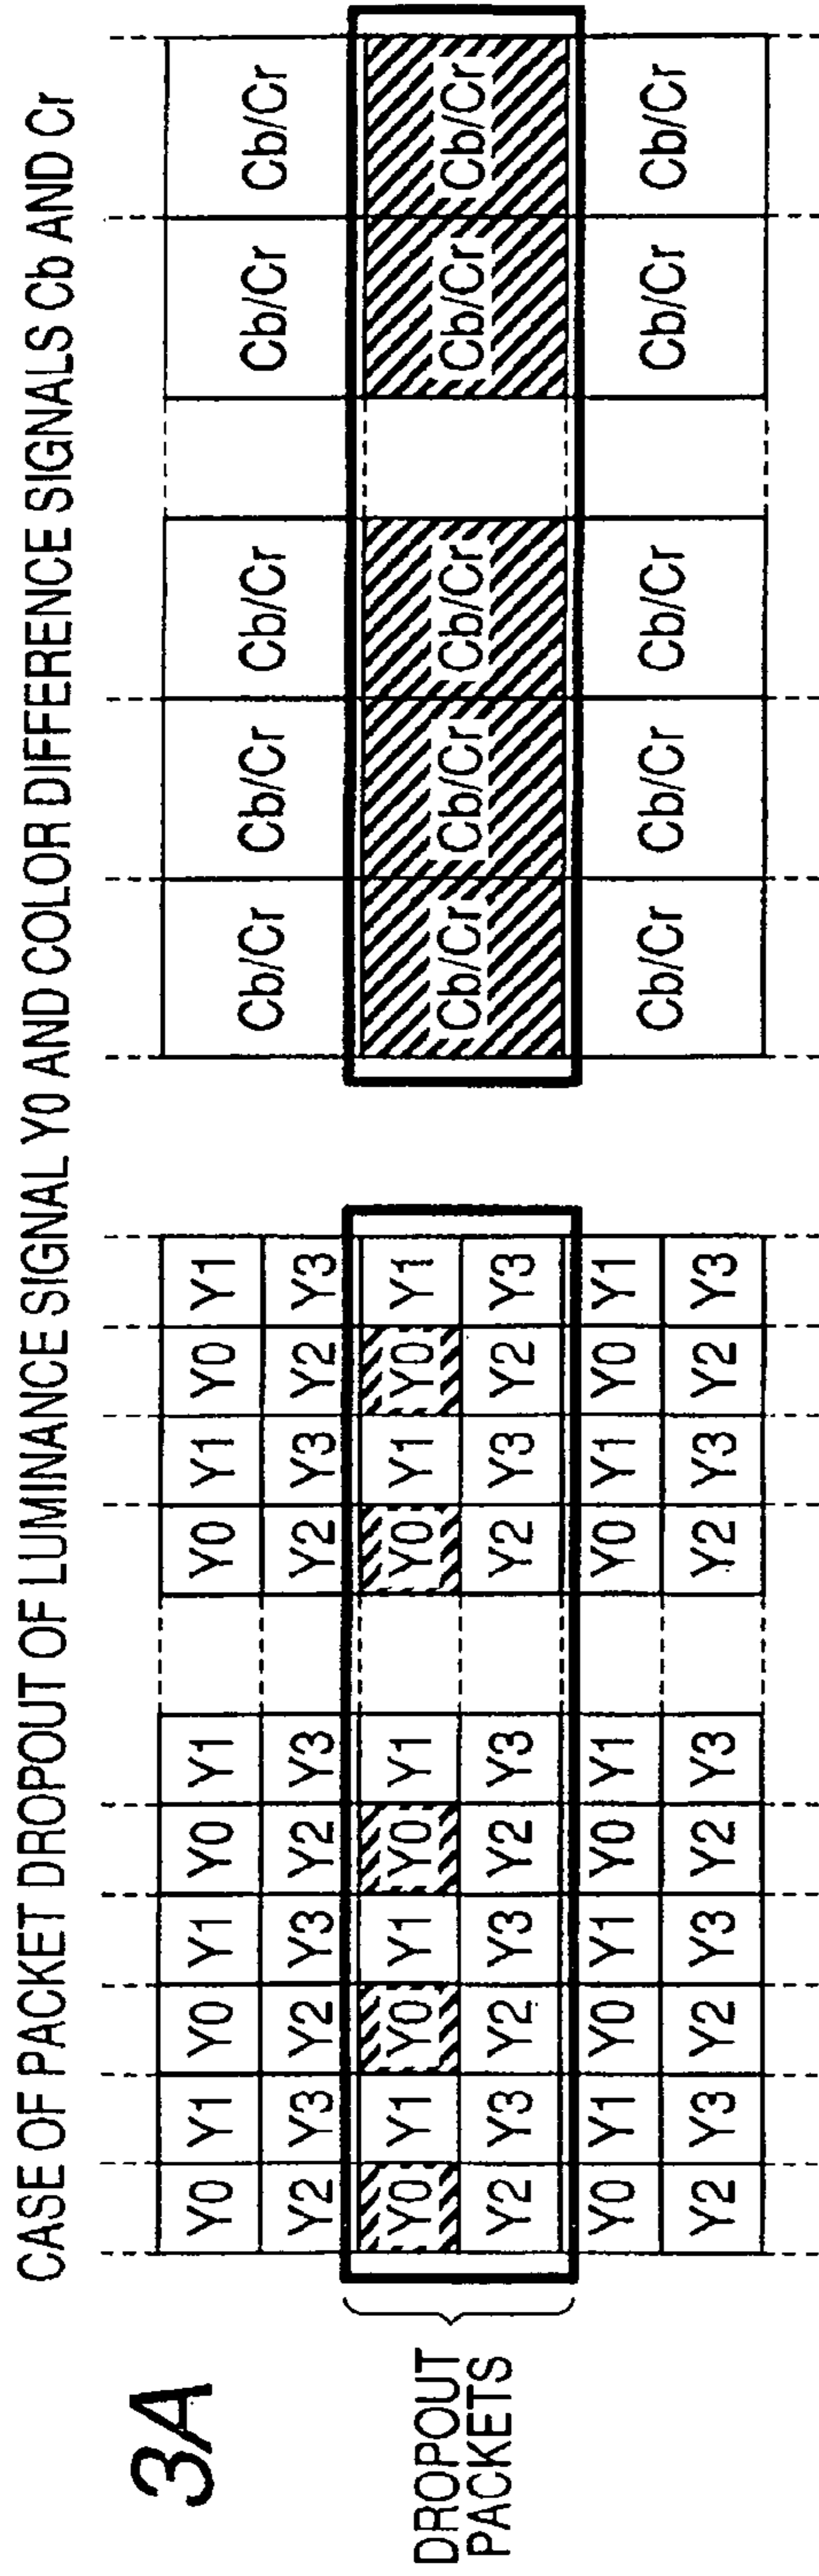 3A
CASE OF PACKET DROPOUT OF LUMINANCE SIGNAL Y0 AND COLOR DIFFERENCE SIGNALS Cb AND Cr
Y0 Y1 Y0 Y1 Y0 Y1 Y0 Y1 Y0 Y1 Cb/Cr Cb/Cr Cb/Cr Cb/Cr Cb/Cr
Y2 Y3 Y2 Y3 Y2 Y3 Y2 Y3 Y2 Y3
DROPOUT
PACKETS
Y0 Y1 Y0 Y1 Y0 Y1 Y0 Y1 Y0 Y1 Cb/Cr Cb/Cr Cb/Cr Cb/Cr Cb/Cr
Y2 Y3 Y2 Y3 Y2 Y3 Y2 Y3 Y2 Y3
Y0 Y1 Y0 Y1 Y0 Y1 Y0 Y1 Y0 Y1 Cb/Cr Cb/Cr Cb/Cr Cb/Cr Cb/Cr
Y2 Y3 Y2 Y3 Y2 Y3 Y2 Y3 Y2 Y3